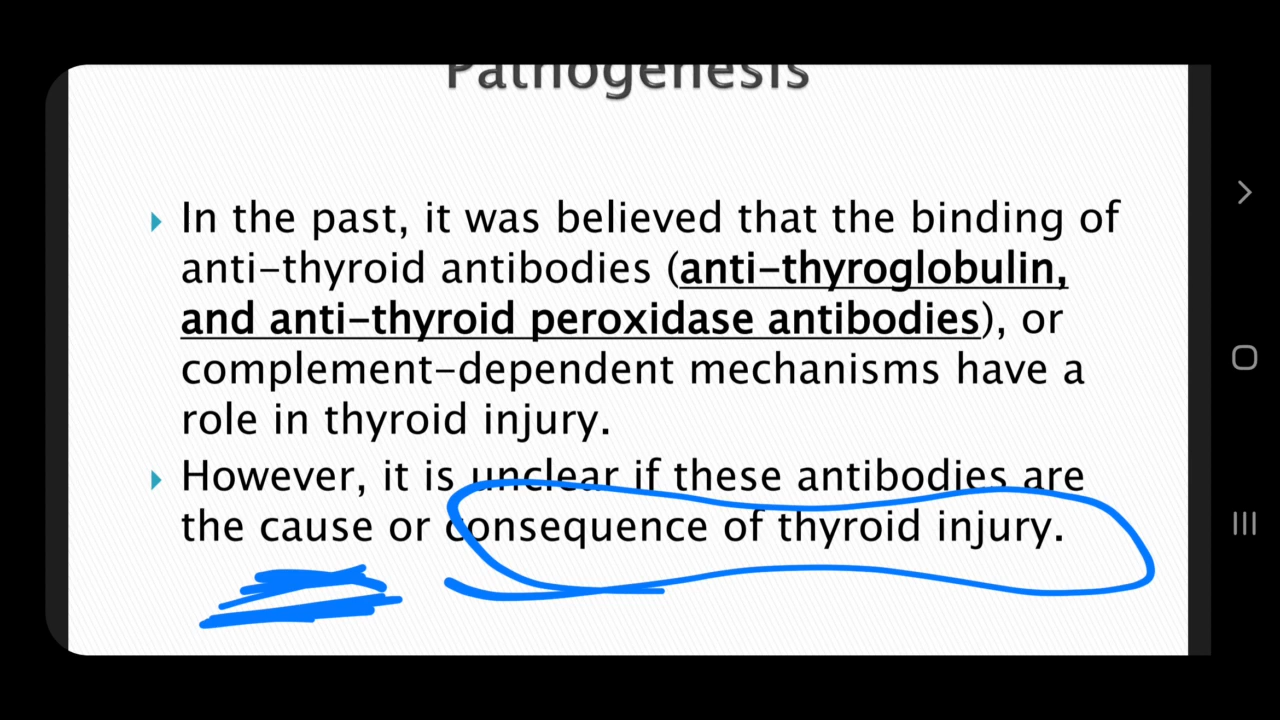 Pathogenesis
In the past, it was believed that the binding of
anti-thyroid antibodies (anti-thyroglobulin,
and anti-thyroid peroxidase antibodies), or
complement-dependent mechanisms have a
role in thyroid injury.
However, it is unclear if these antibodies are
the cause or consequence of thyroid injury.